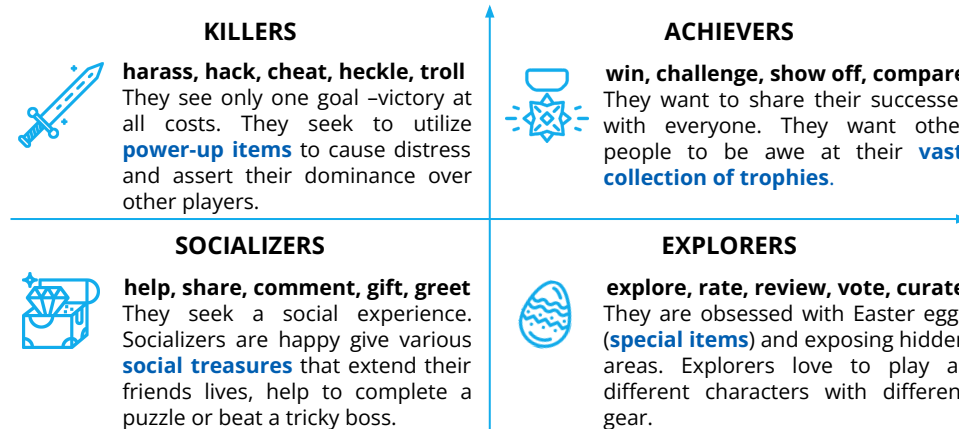 KILLERS
harass, hack, cheat, heckle, troll
They see only one goal –victory at
all costs. They seek to utilize
power-up items to cause distress
and assert their dominance over
other players.
ACHIEVERS
win, challenge, show off, compare
They want to share their successe
with everyone. They want othe
people to be awe at their vast
collection of trophies.
SOCIALIZERS
help, share, comment, gift, greet
They seek a social experience.
Socializers are happy give various
social treasures that extend their
friends lives, help to complete a
puzzle or beat a tricky boss.
EXPLORERS
explore, rate, review, vote, curate
They are obsessed with Easter egg
(special items) and exposing hidden
areas. Explorers love to play a
different characters with different
gear.